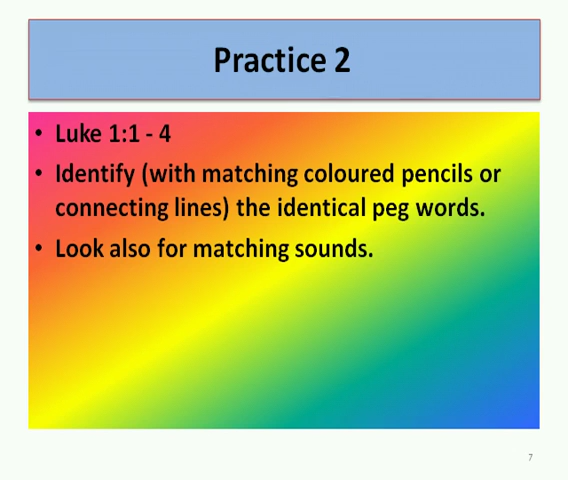 Practice 2
• Luke 1:1 - 4
• Identify (with matching coloured pencils or
connecting lines) the identical peg words.
• Look also for matching sounds.
7